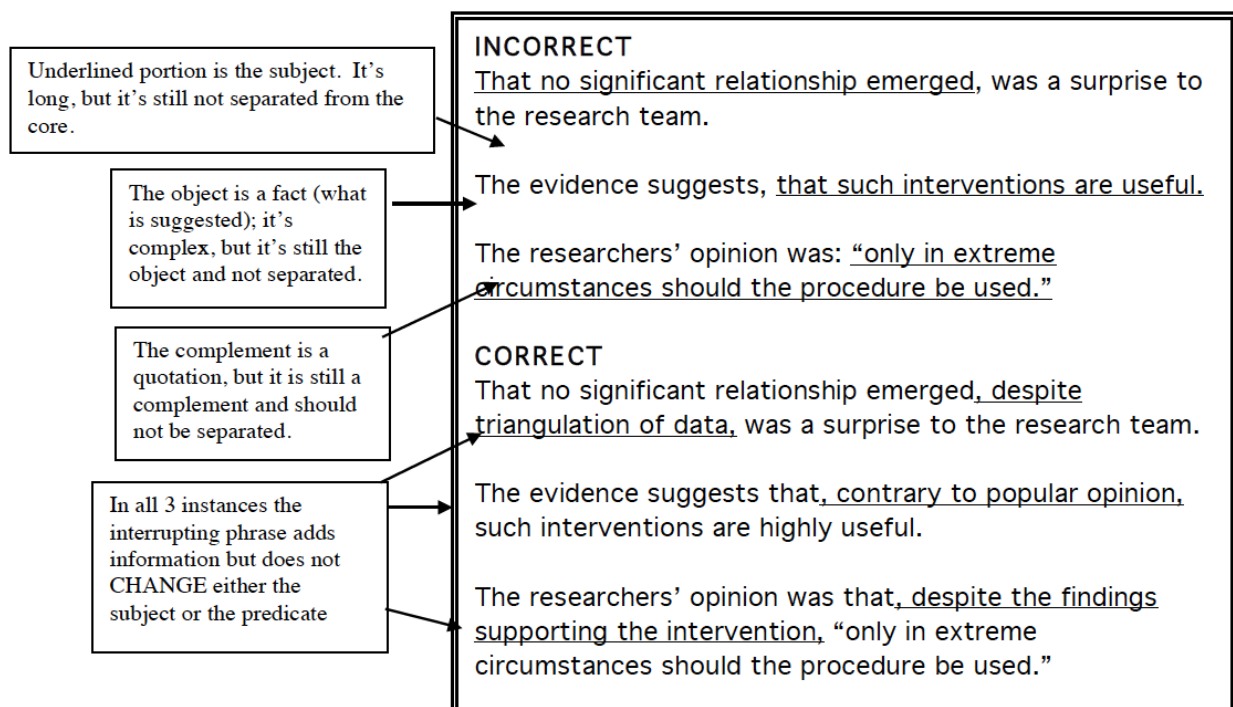 Underlined portion is the subject.  It's
long, but it's still not separated from the
core.
The object is a fact (what
is suggested); it's
complex, but it's still the
object and not separated.
The complement is a
quotation, but it is still a
complement and should
not be separated.
In all 3 instances the
interrupting phrase adds
information but does not
CHANGE either the
subject or the predicate
INCORRECT
That no significant relationship emerged, was a surprise to
the research team.
The evidence suggests, that such interventions are useful.
The researchers’ opinion was: “only in extreme
circumstances should the procedure be used.”
CORRECT
That no significant relationship emerged, despite
triangulation of data, was a surprise to the research team.
The evidence suggests that, contrary to popular opinion,
such interventions are highly useful.
The researchers’ opinion was that, despite the findings
supporting the intervention, “only in extreme
circumstances should the procedure be used.”